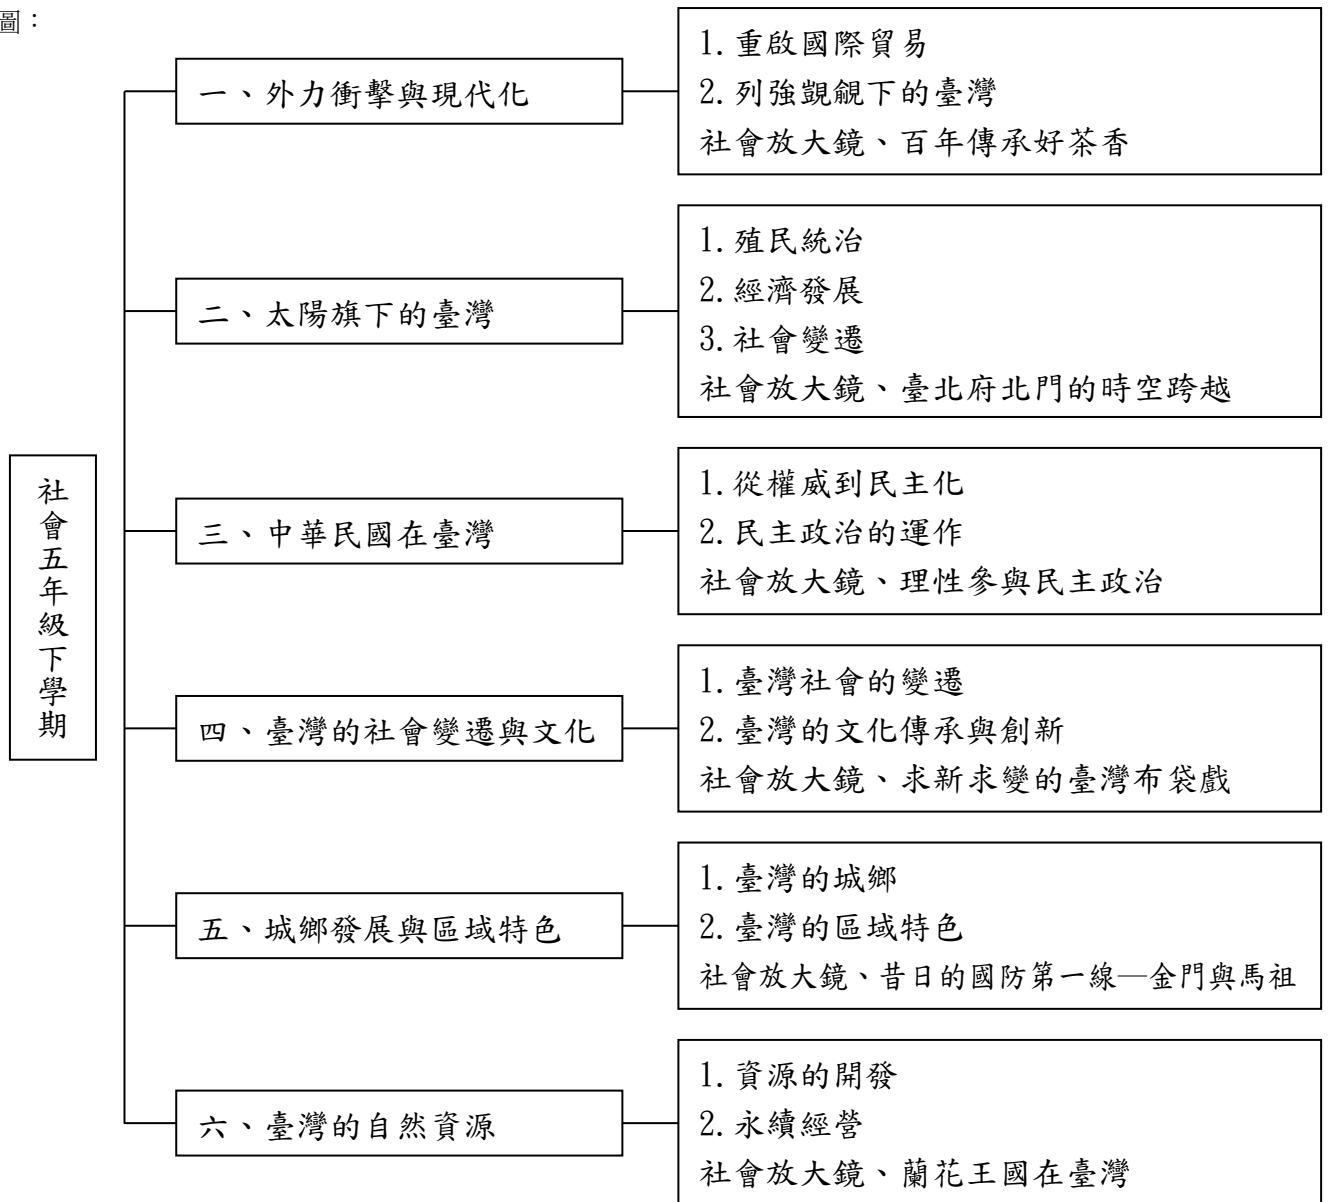 圖：
社會五年級下學期
一、外力衝擊與現代化
1.重啟國際貿易
2.列強覬覦下的臺灣
社會放大鏡、百年傳承好茶香
二、太陽旗下的臺灣
1.殖民統治
2.經濟發展
3.社會變遷
社會放大鏡、臺北府北門的時空跨越
三、中華民國在臺灣
1.從權威到民主化
2.民主政治的運作
社會放大鏡、理性參與民主政治
四、臺灣的社會變遷與文化
1.臺灣社會的變遷
2.臺灣的文化傳承與創新
社會放大鏡、求新求變的臺灣布袋戲
五、城鄉發展與區域特色
1.臺灣的城鄉
2.臺灣的區域特色
社會放大鏡、昔日的國防第一線—金門與馬祖
六、臺灣的自然資源
1.資源的開發
2.永續經營
社會放大鏡、蘭花王國在臺灣